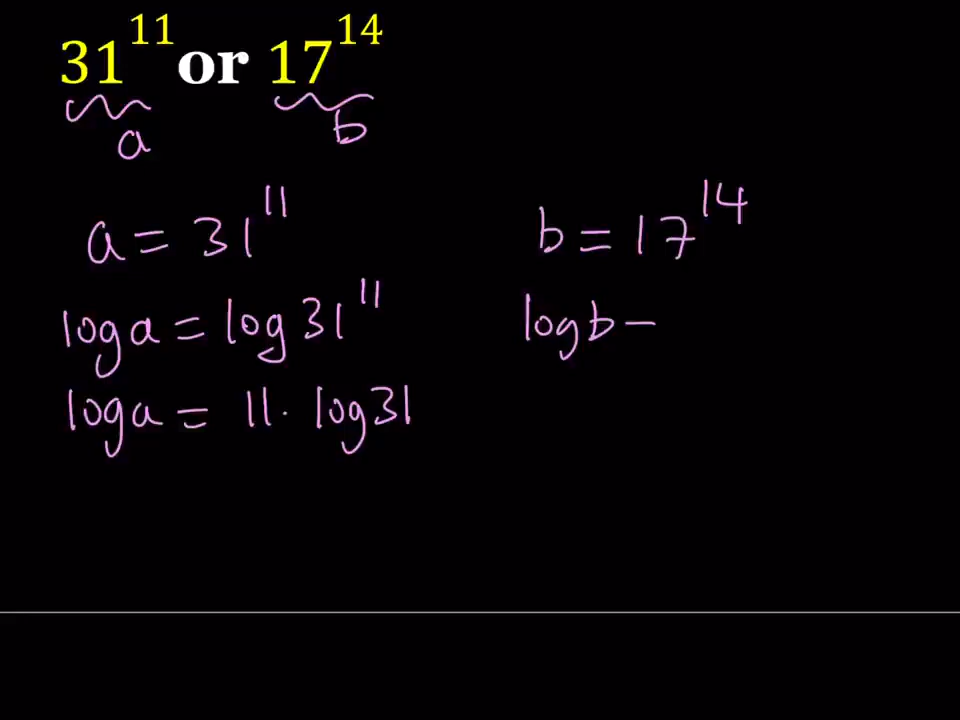 31^11 or 17^14
a b
a = 31^11 b = 17^14
log a = log 31^11 log b –
log a = 11 · log 31